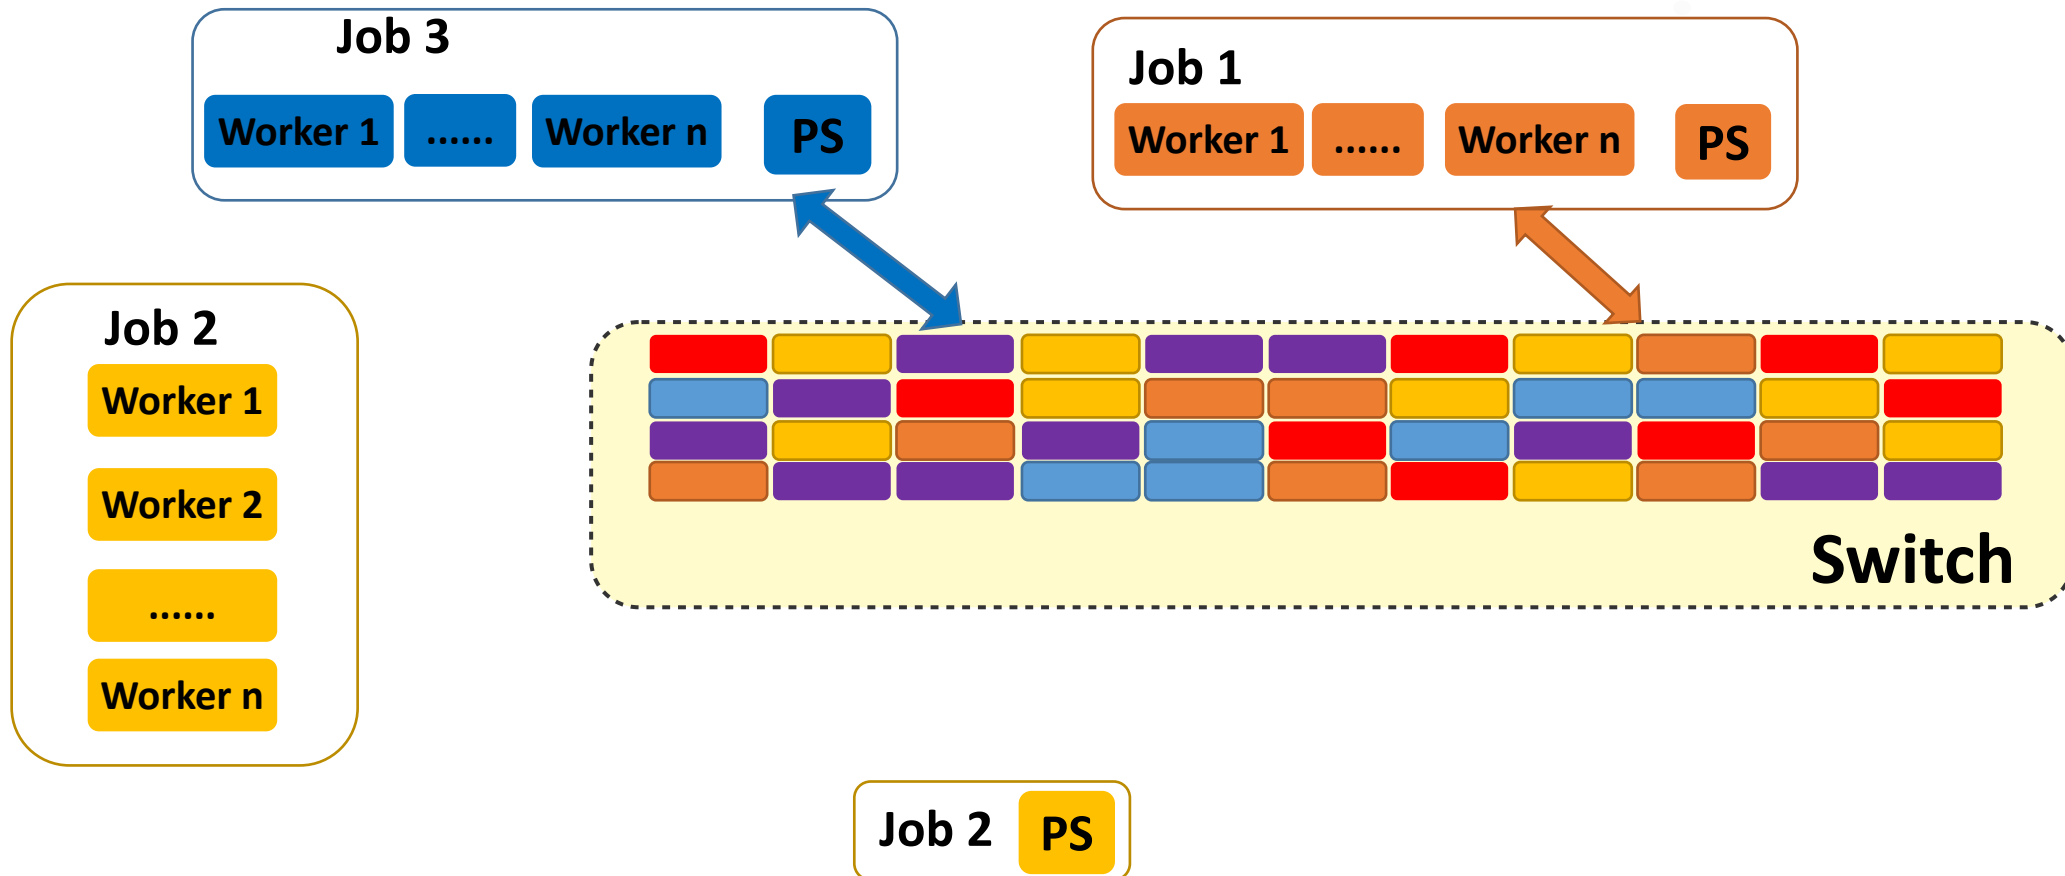 Job 3
Worker 1 ...... Worker n PS
Job 1
Worker 1 ...... Worker n PS
Job 2
Worker 1
Worker 2
......
Worker n
Switch
Job 2 PS